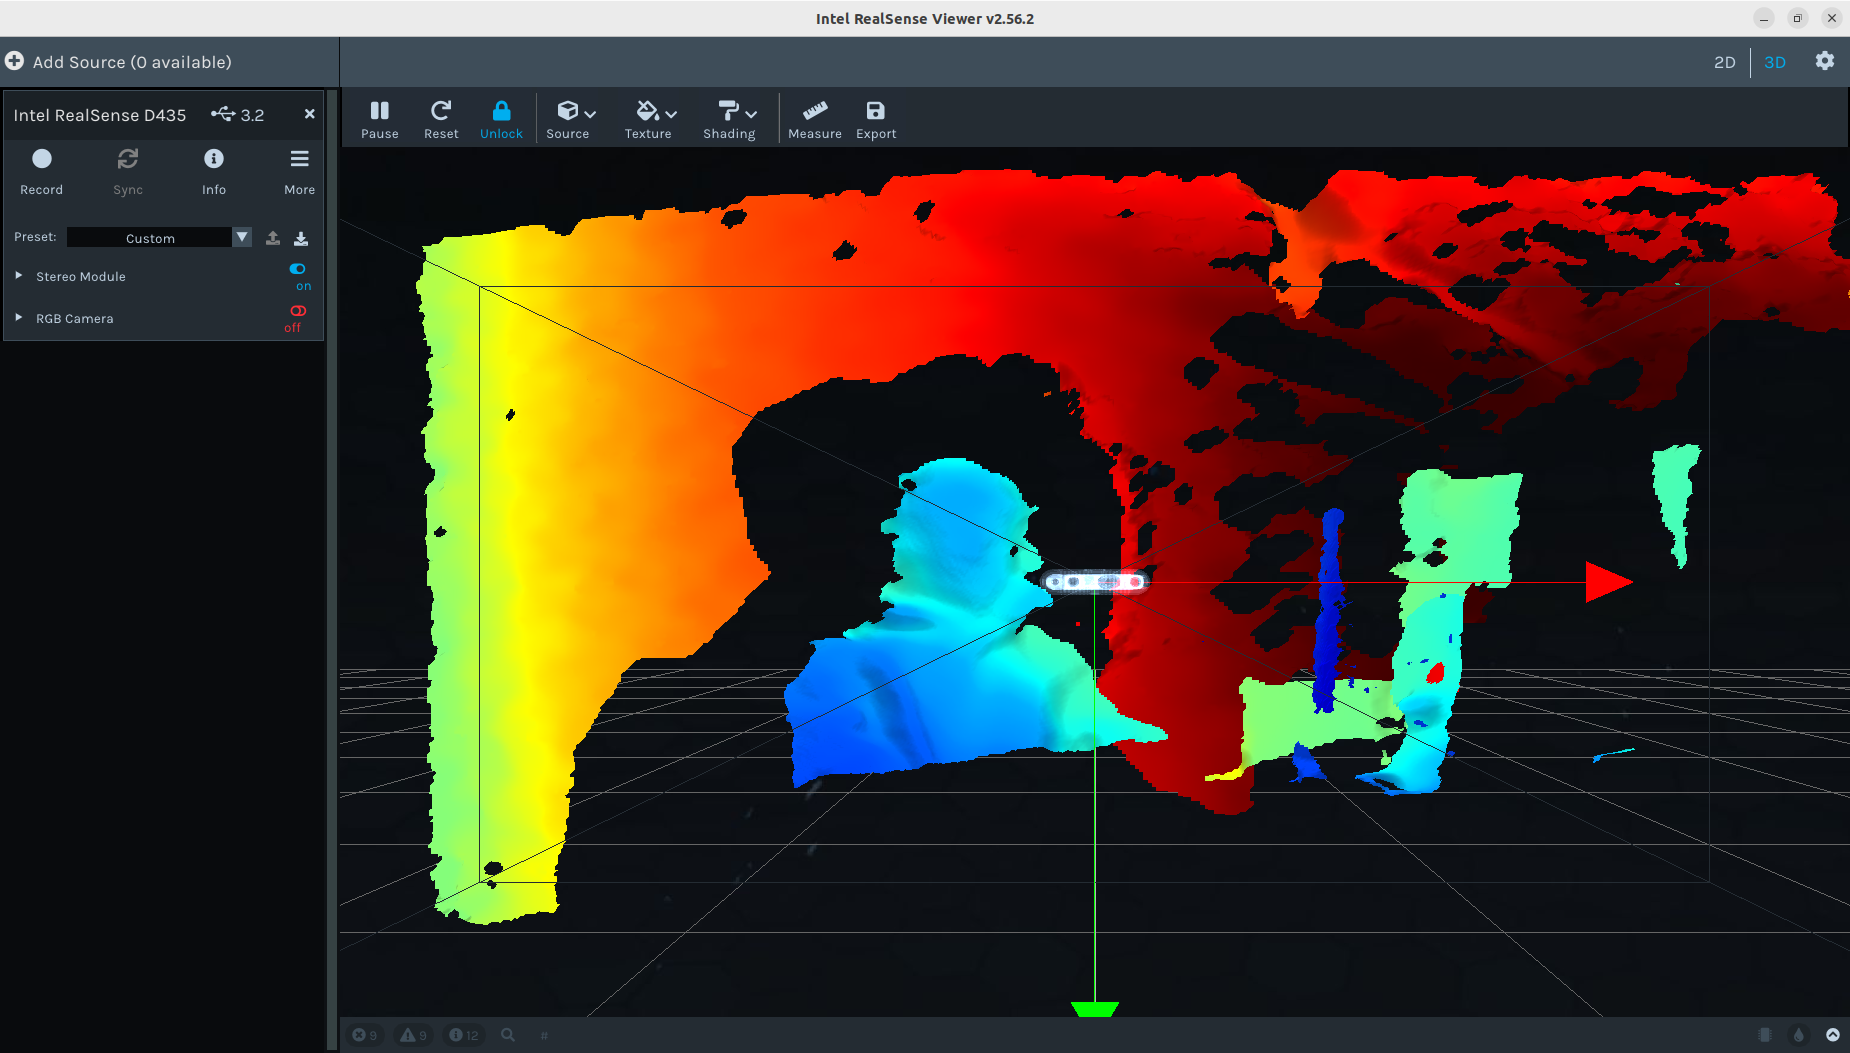 Intel RealSense Viewer v2.56.2
Add Source (0 available)
2D
3D
Intel RealSense D435
3.2
Record
Sync
Info
More
Preset:
Custom
Stereo Module
on
RGB Camera
off
Pause
Reset
Unlock
Source
Texture
Shading
Measure
Export
9
9
12
#